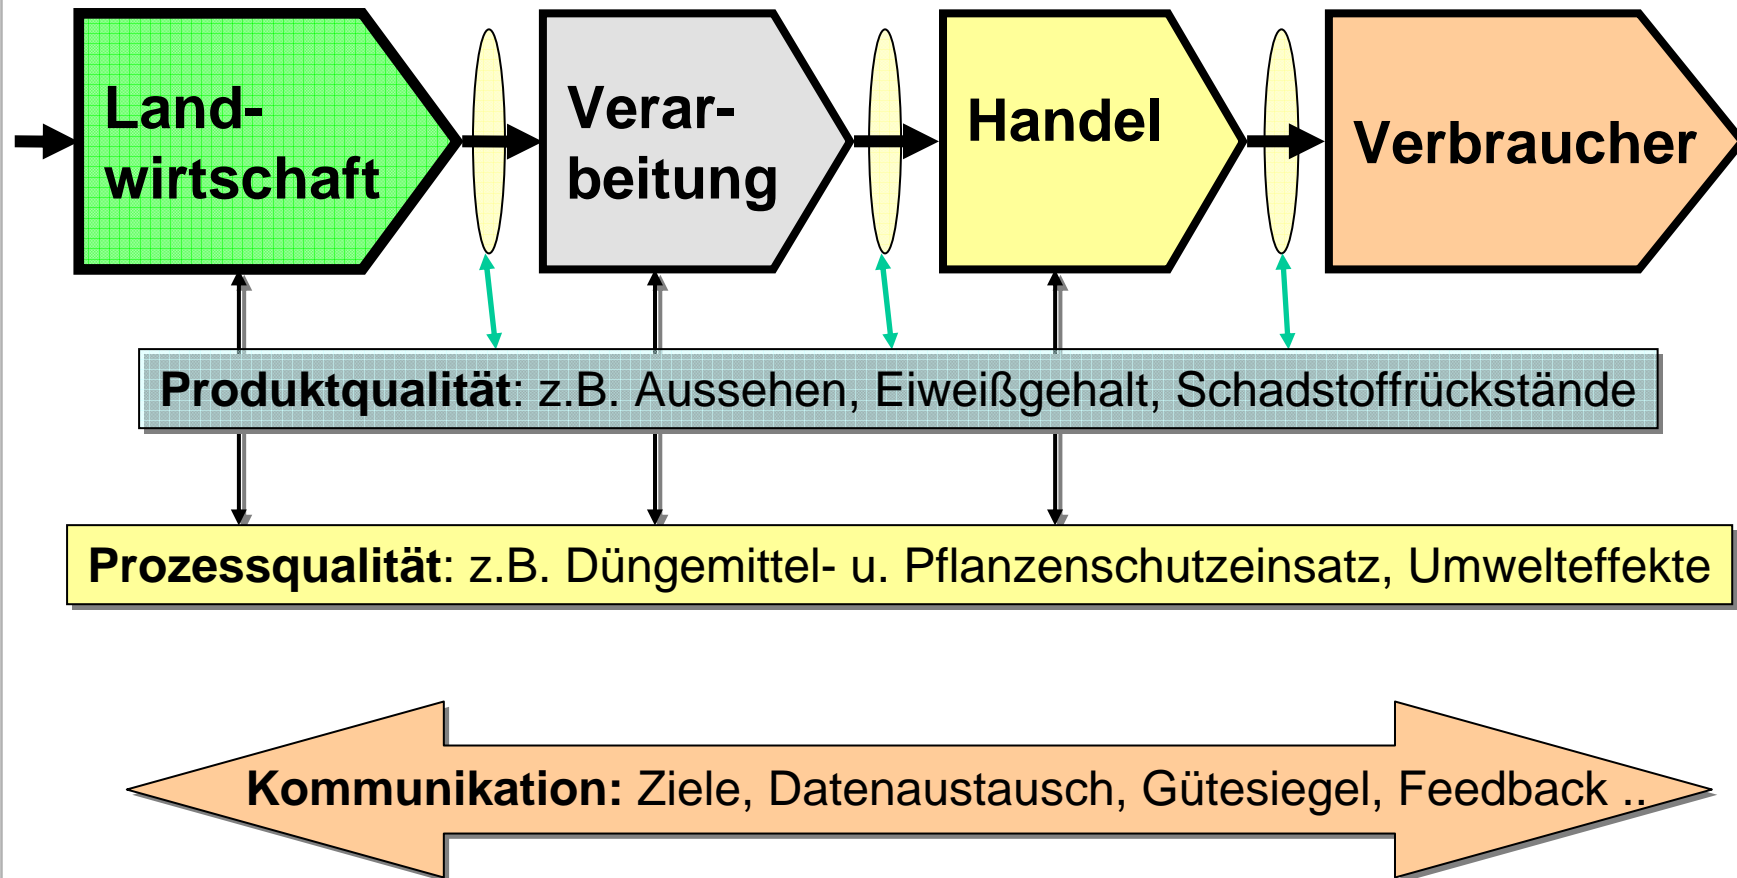 Land-
wirtschaft
Verar-
beitung
Handel
Verbraucher
Produktqualität: z.B. Aussehen, Eiweißgehalt, Schadstoffrückstände
Prozessqualität: z.B. Düngemittel- u. Pflanzenschutzeinsatz, Umwelteffekte
Kommunikation: Ziele, Datenaustausch, Gütesiegel, Feedback ..